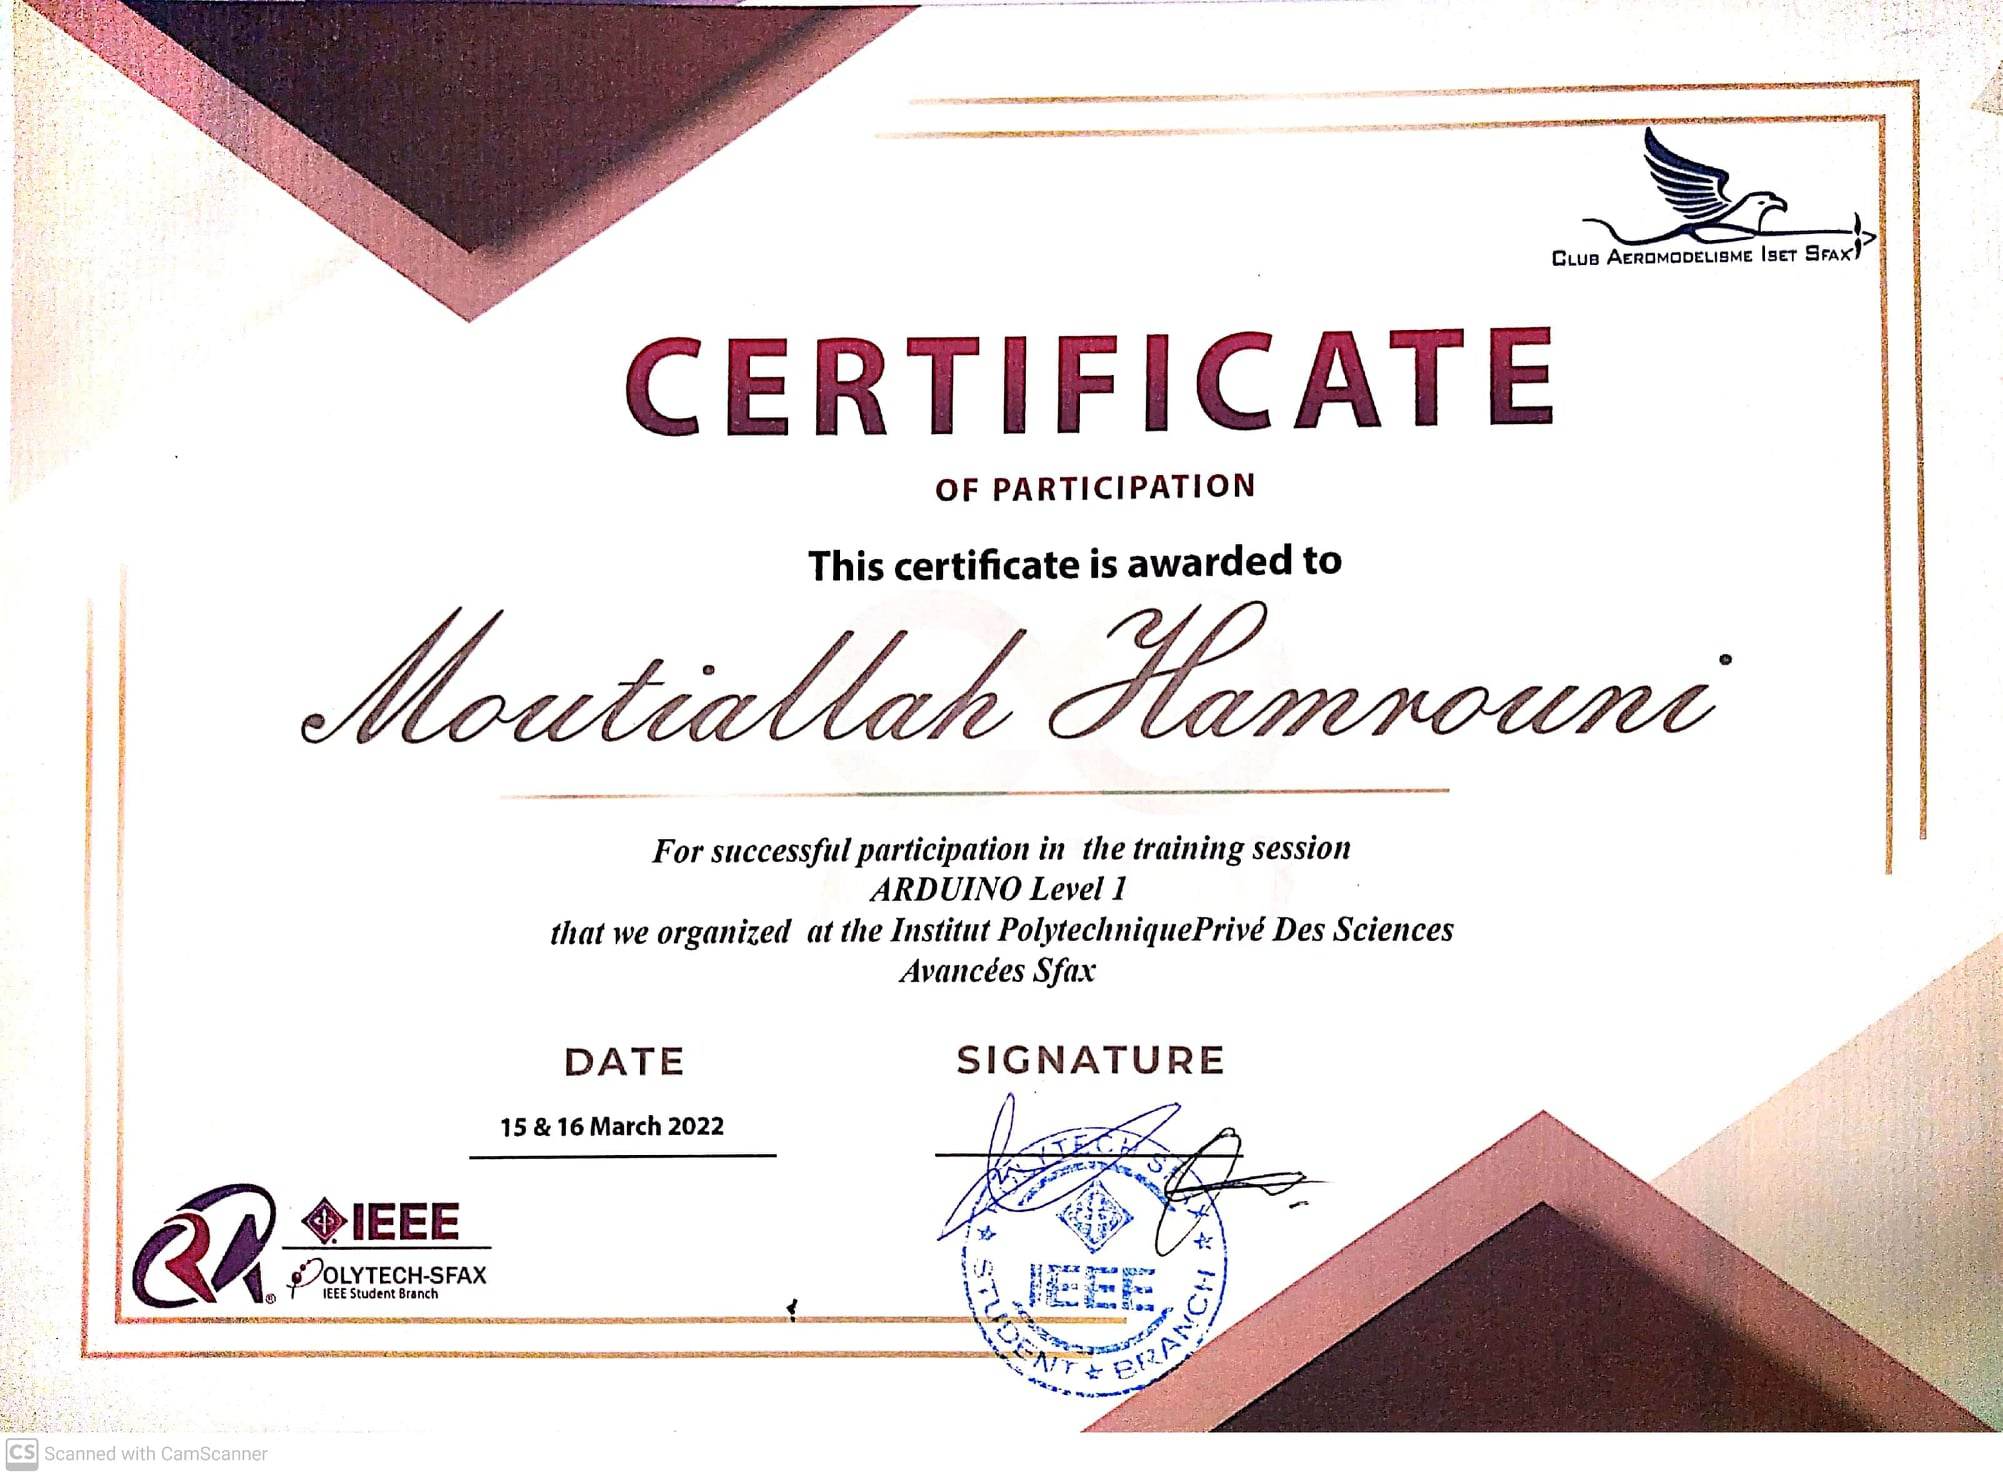 CLUB AEROMODELISME ISET SFAX
CERTIFICATE
OF PARTICIPATION
This certificate is awarded to
Moutiallah Hamrouni
For successful participation in the training session
ARDUINO Level 1
that we organized at the Institut PolytechniquePrivé Des Sciences
Avancées Sfax
DATE
SIGNATURE
15 & 16 March 2022
POLYTECH SFAX
IEEE
STUDENT ★ BRANCH
RA ®
IEEE
POLYTECH-SFAX
IEEE Student Branch
CS Scanned with CamScanner